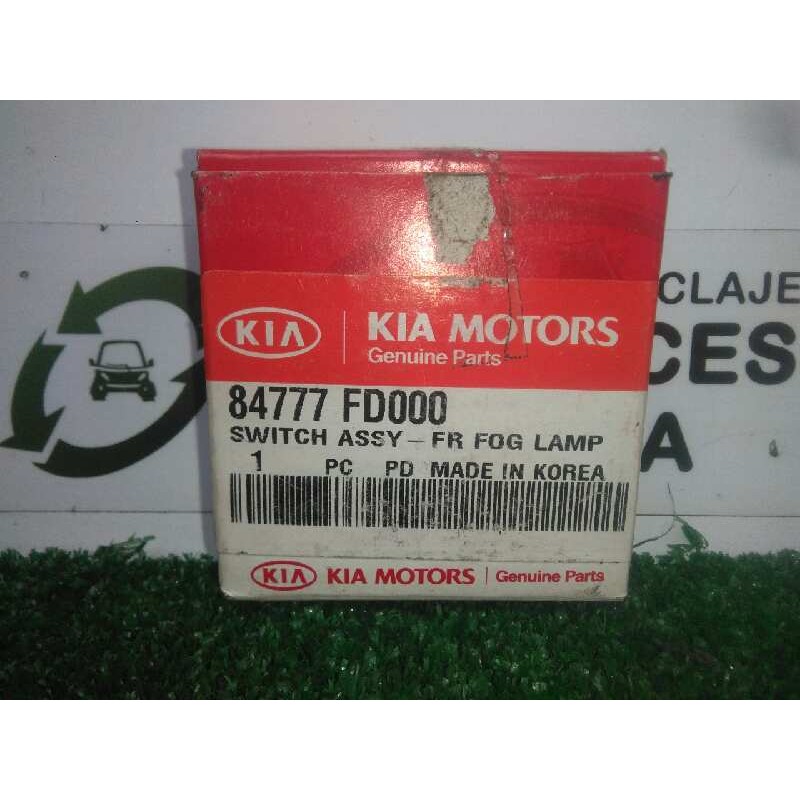 CLAJE
CES
A
KIA | KIA MOTORS
Genuine Parts
84777 FD000
SWITCH ASSY-FR FOG LAMP
1 PC PD MADE IN KOREA
KIA KIA MOTORS | Genuine Parts